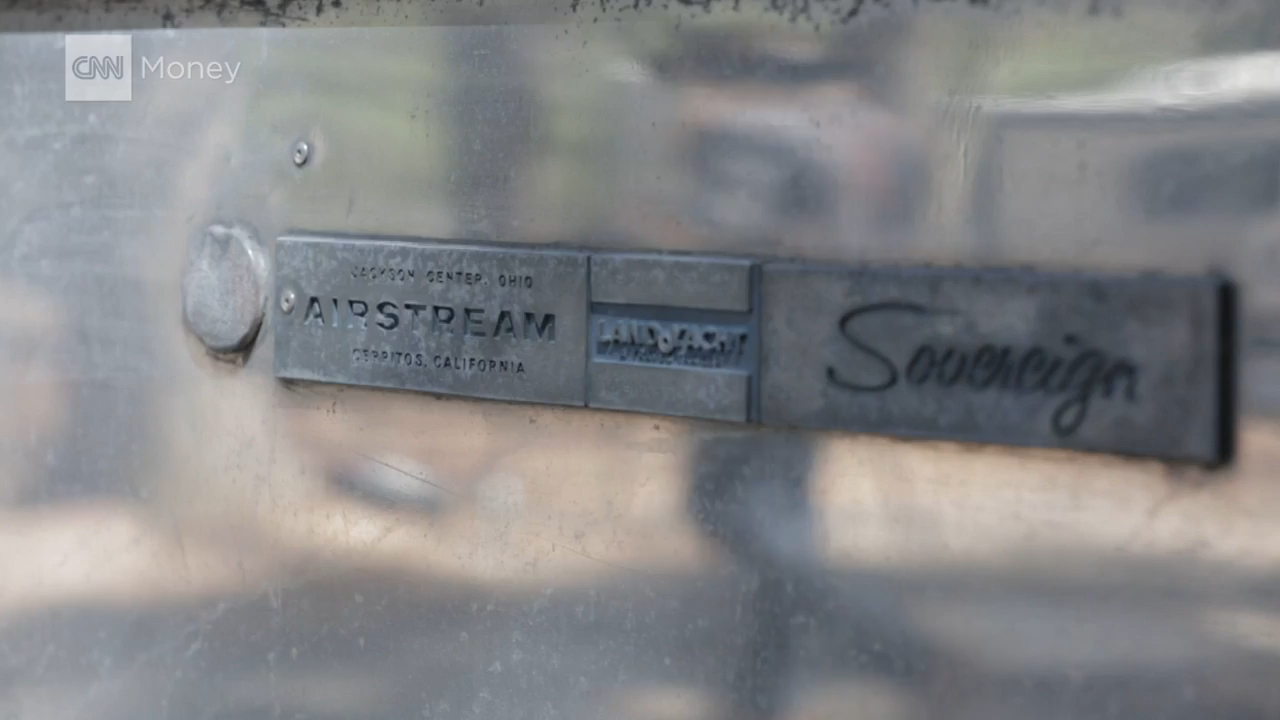 CNN Money
JACKSON CENTER, OHIO
AIRSTREAM
CERRITOS, CALIFORNIA
LAND YACHT
Sovereign